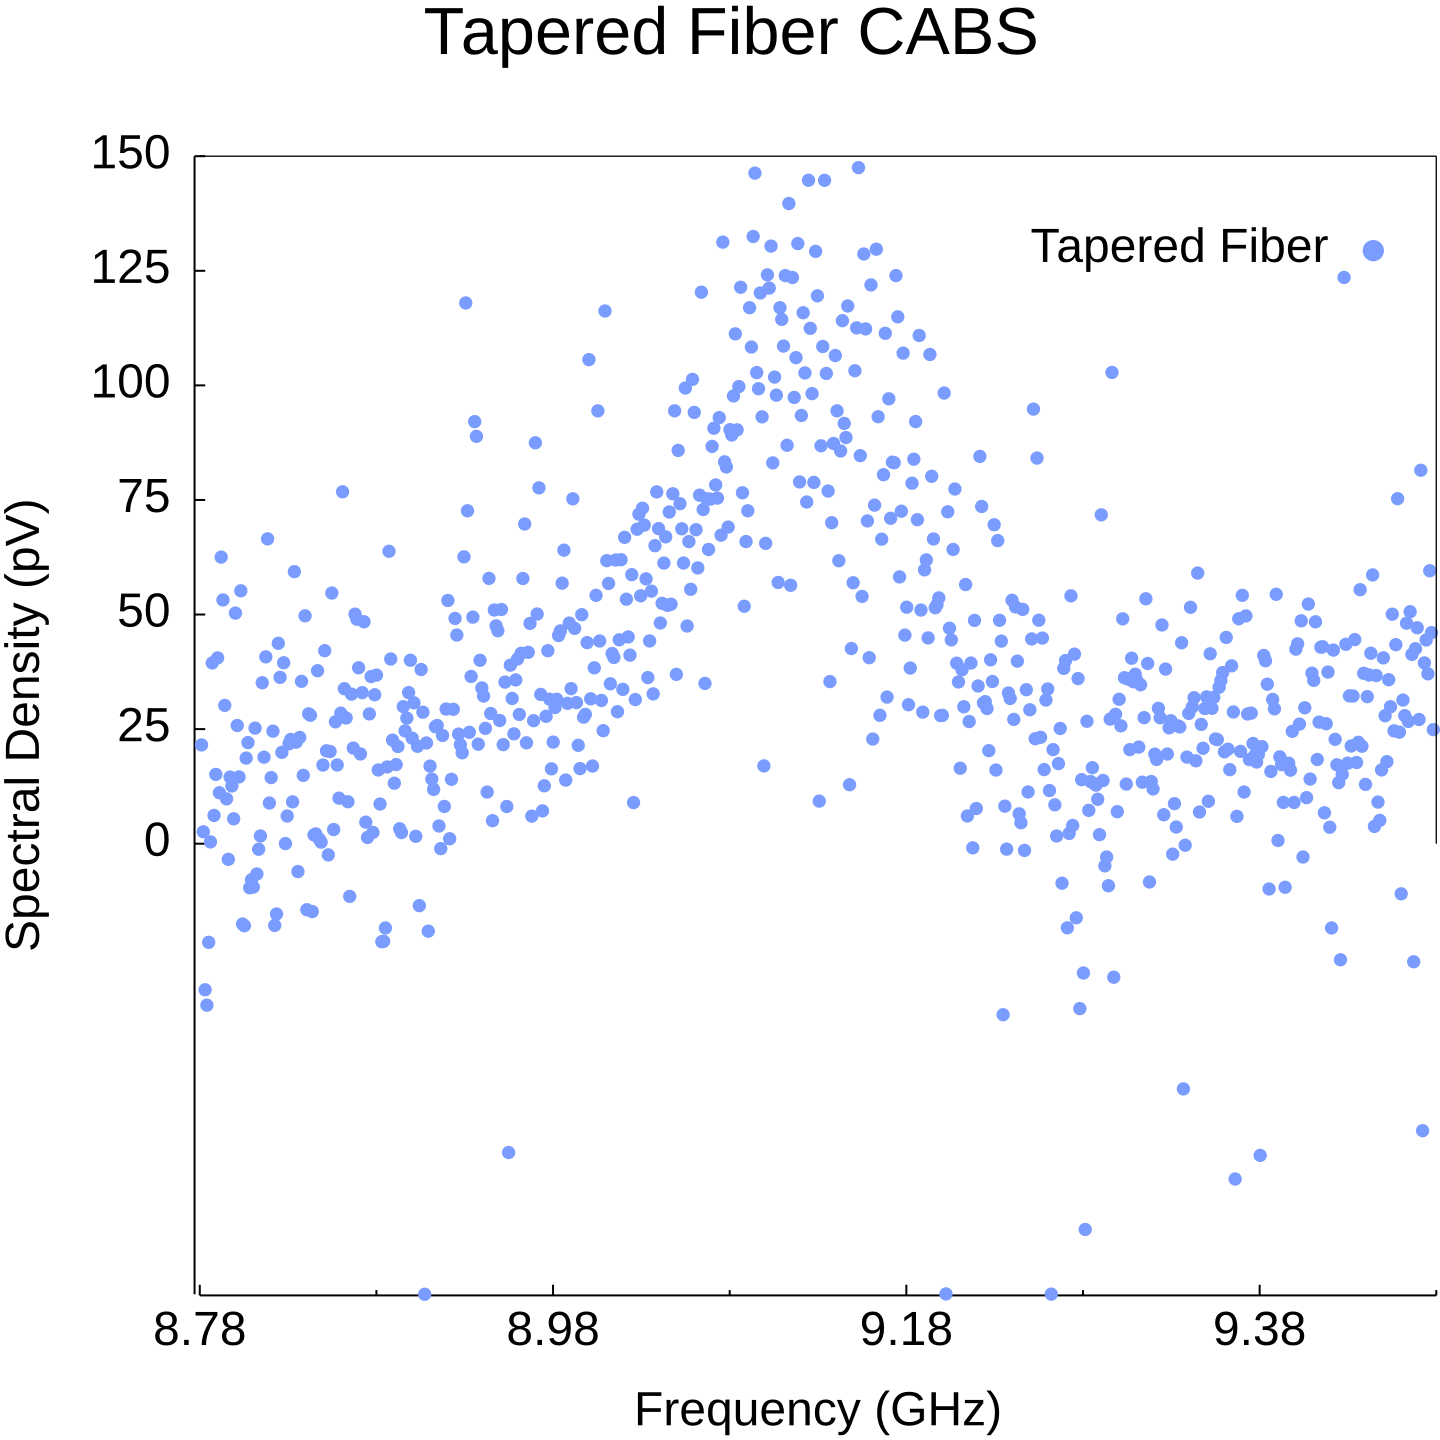 Tapered Fiber CABS
150
125
100
75
50
25
0
Spectral Density (pV)
Tapered Fiber
8.78 8.98 9.18 9.38
Frequency (GHz)